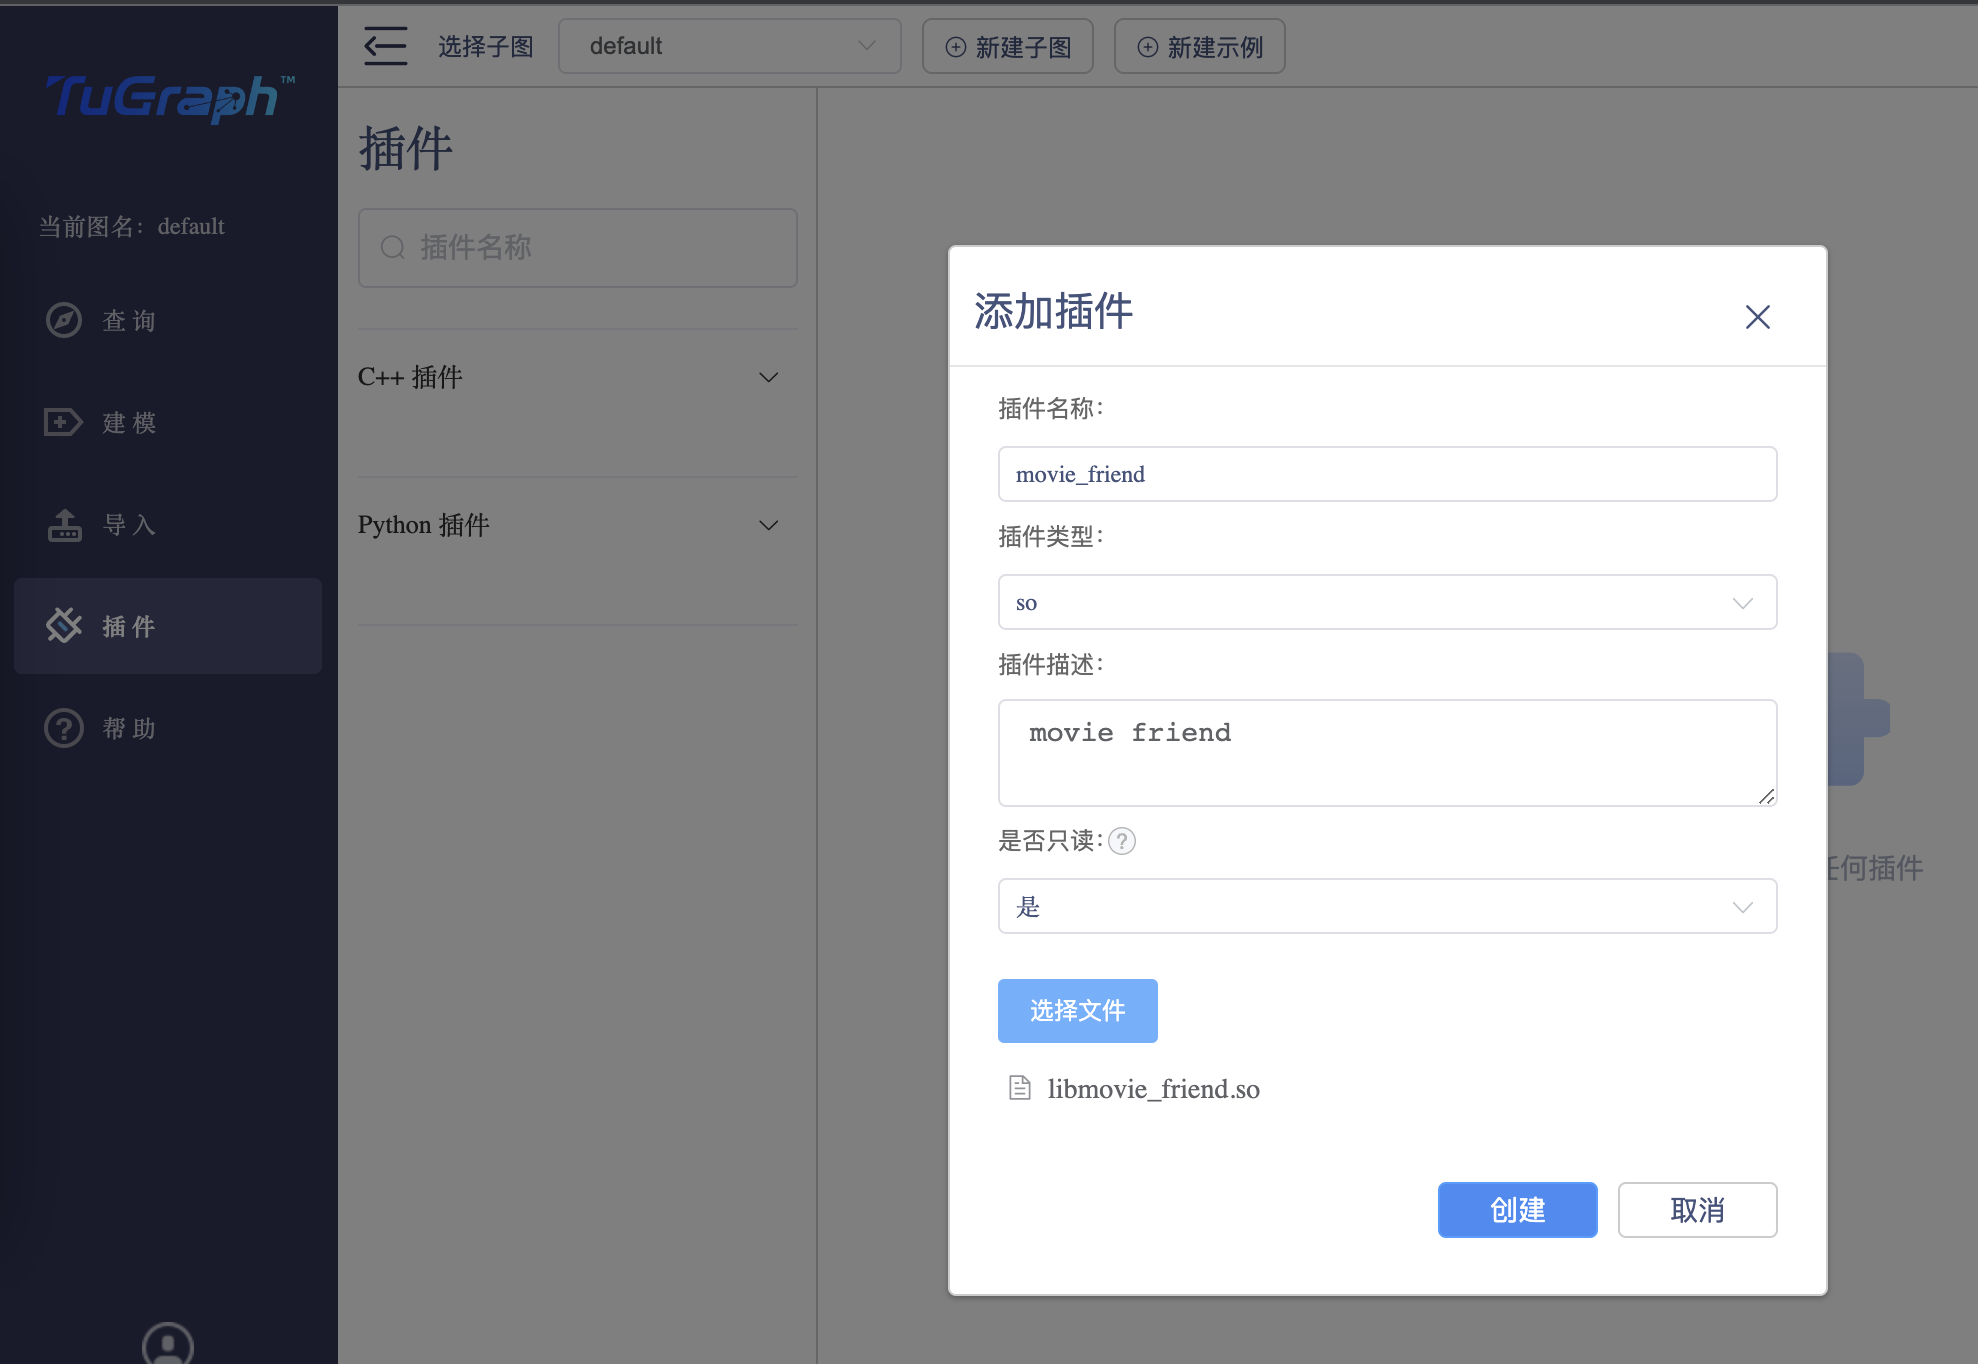 TuGraph™
当前图名：default
查询
建模
导入
插件
帮助
选择子图
default
新建子图
新建示例
插件
插件名称
C++ 插件
Python 插件
添加插件
插件名称：
movie_friend
插件类型：
so
插件描述：
movie friend
是否只读：?
是
选择文件
libmovie_friend.so
创建
取消
任何插件